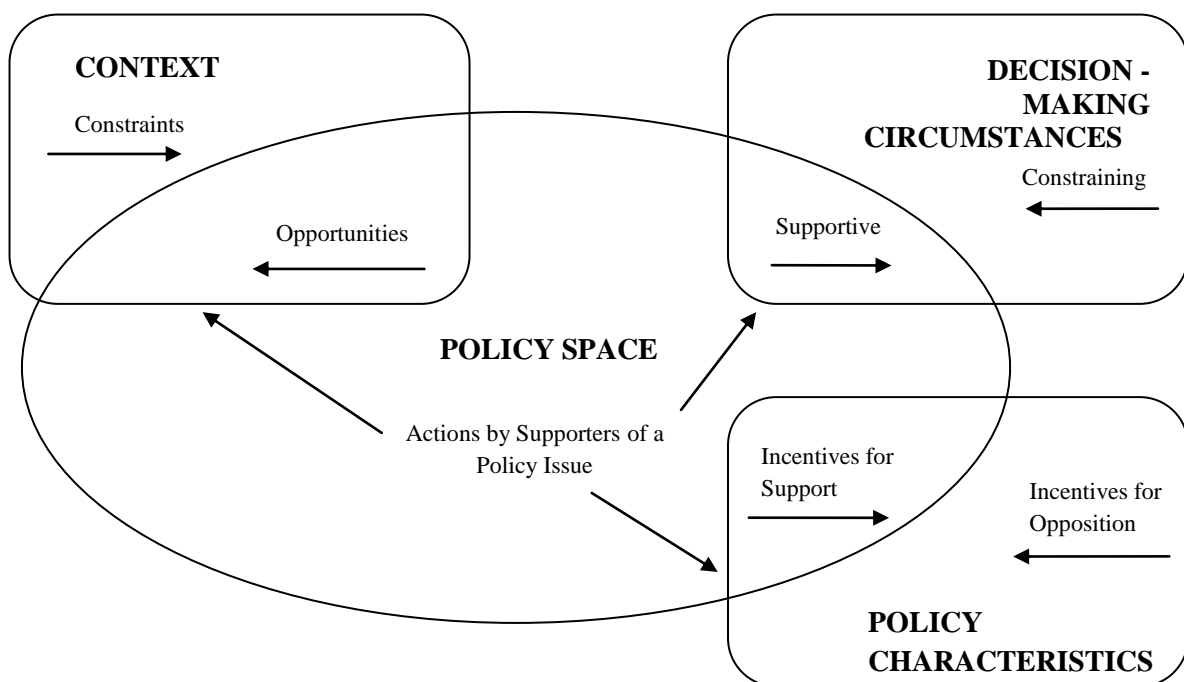 CONTEXT
Constraints
Opportunities
DECISION -
MAKING
CIRCUMSTANCES
Constraining
Supportive
POLICY SPACE
Actions by Supporters of a
Policy Issue
Incentives for
Support
Incentives for
Opposition
POLICY
CHARACTERISTICS